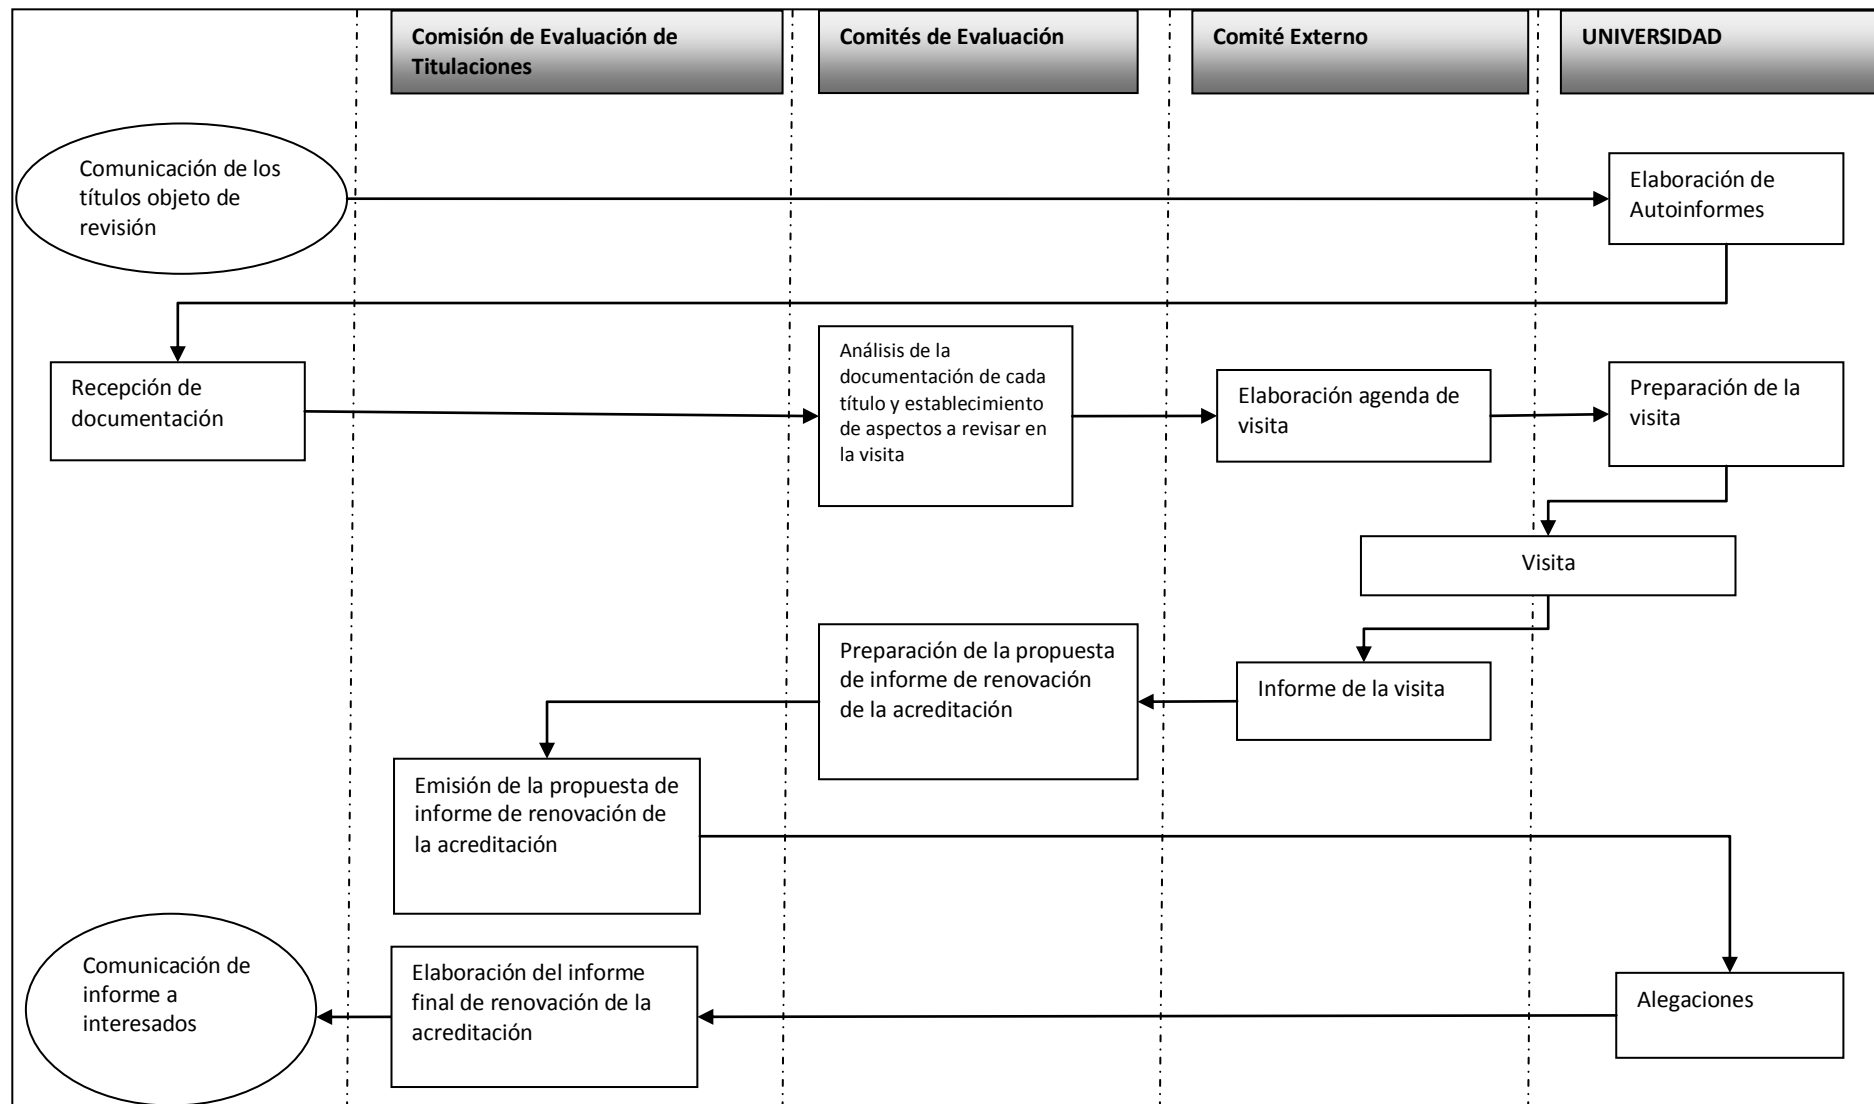 Comisión de Evaluación de
Titulaciones
Comités de Evaluación
Comité Externo
UNIVERSIDAD
Comunicación de los
títulos objeto de
revisión
Elaboración de
Autoinformes
Recepción de
documentación
Análisis de la
documentación de cada
título y establecimiento
de aspectos a revisar en
la visita
Elaboración agenda de
visita
Preparación de la
visita
Visita
Preparación de la propuesta
de informe de renovación
de la acreditación
Informe de la visita
Emisión de la propuesta de
informe de renovación de
la acreditación
Comunicación de
informe a
interesados
Elaboración del informe
final de renovación de la
acreditación
Alegaciones